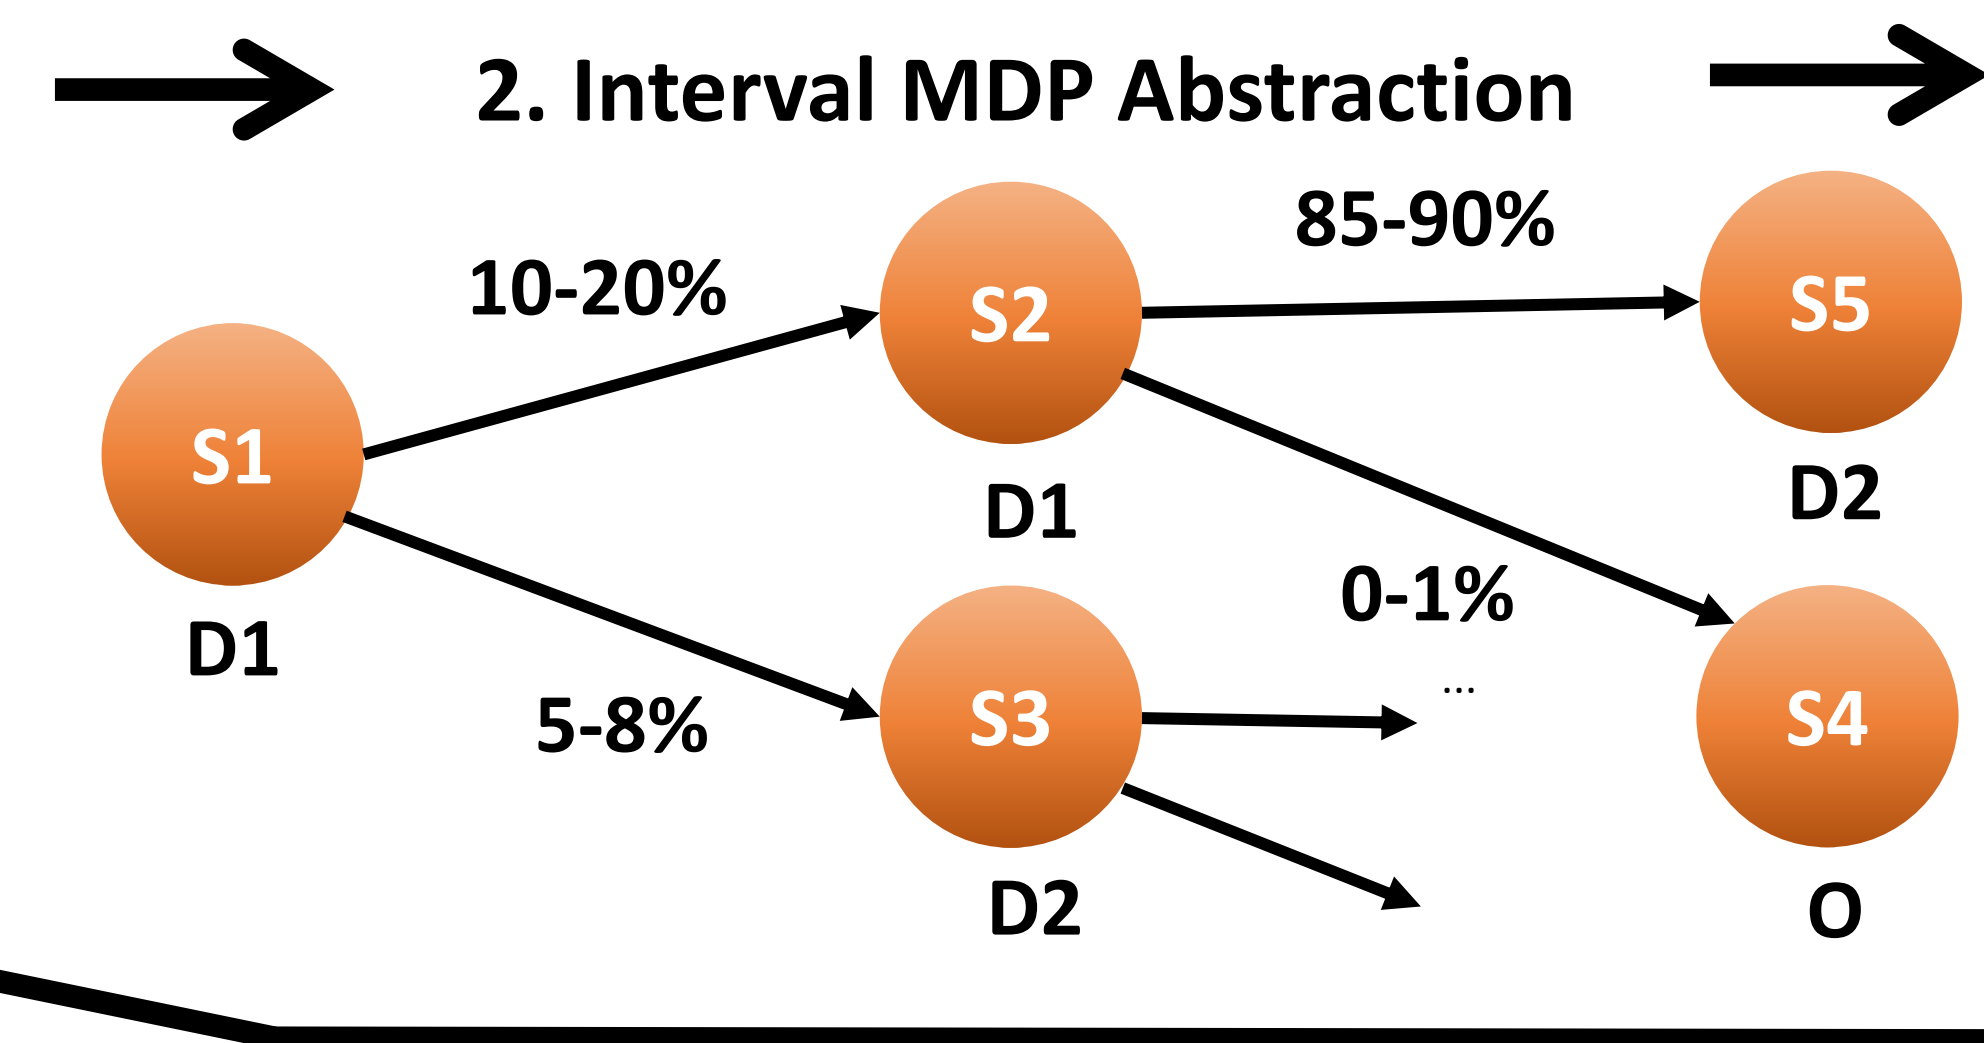 2. Interval MDP Abstraction
85-90%
10-20%
S2
S5
S1
D2
D1
0-1%
D1
...
5-8%
S3
S4
D2
O